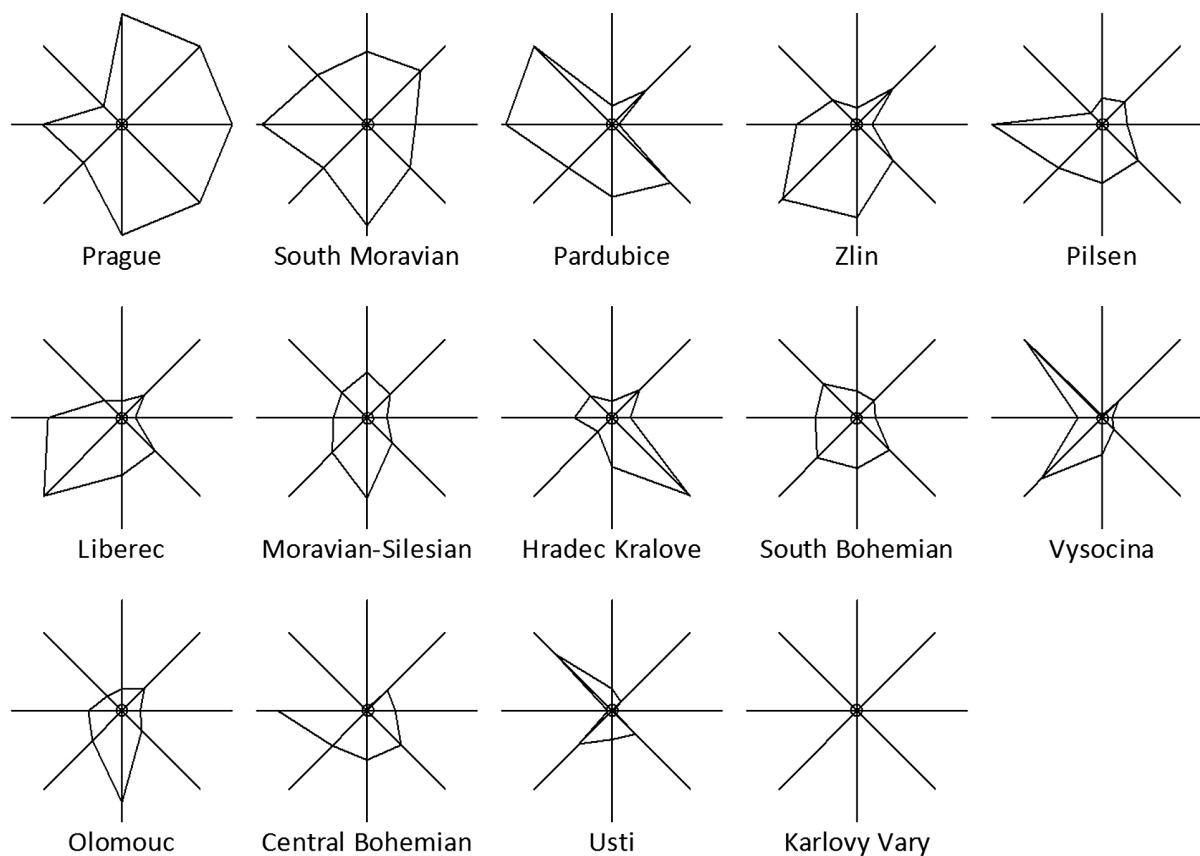 Prague
South Moravian
Pardubice
Zlin
Pilsen
Liberec
Moravian-Silesian
Hradec Kralove
South Bohemian
Vysocina
Olomouc
Central Bohemian
Usti
Karlovy Vary